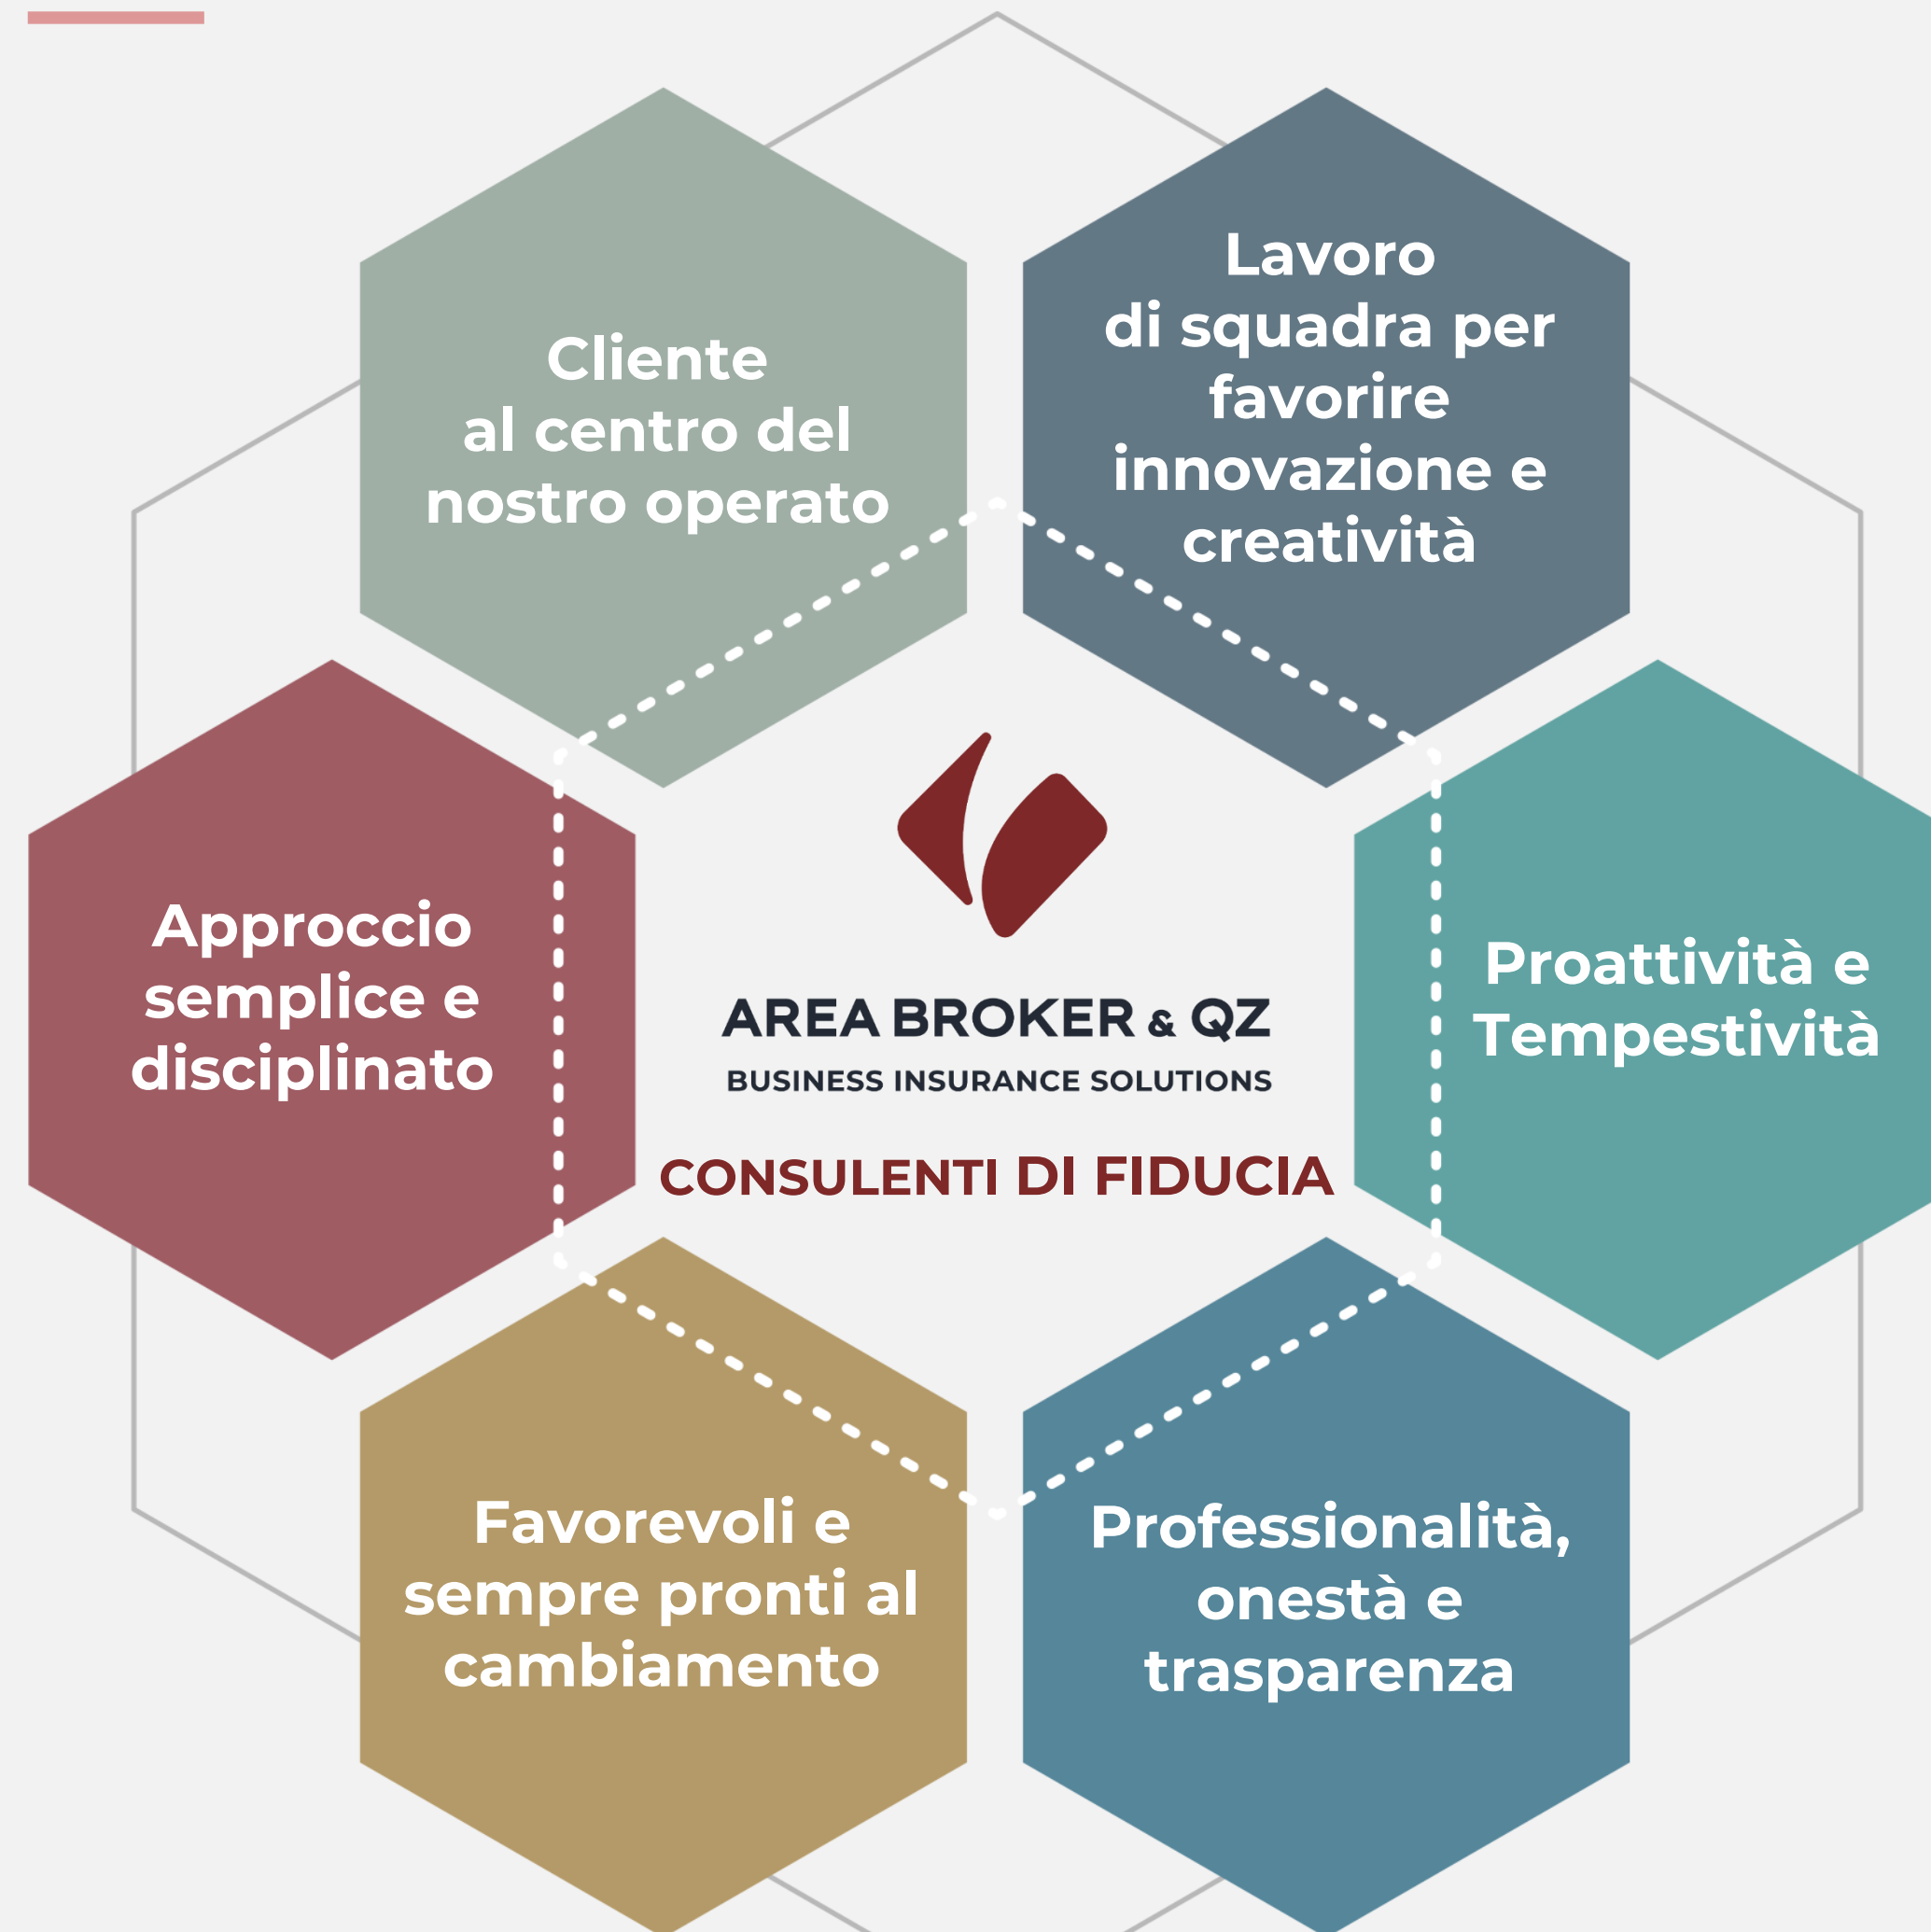 Cliente
al centro del
nostro operato
Lavoro
di squadra per
favorire
innovazione e
creatività
Approccio
semplice e
disciplinato
AREA BROKER & QZ
BUSINESS INSURANCE SOLUTIONS
CONSULENTI DI FIDUCIA
Proattività e
Tempestività
Favorevoli e
sempre pronti al
cambiamento
Professionalità,
onestà e
trasparenza